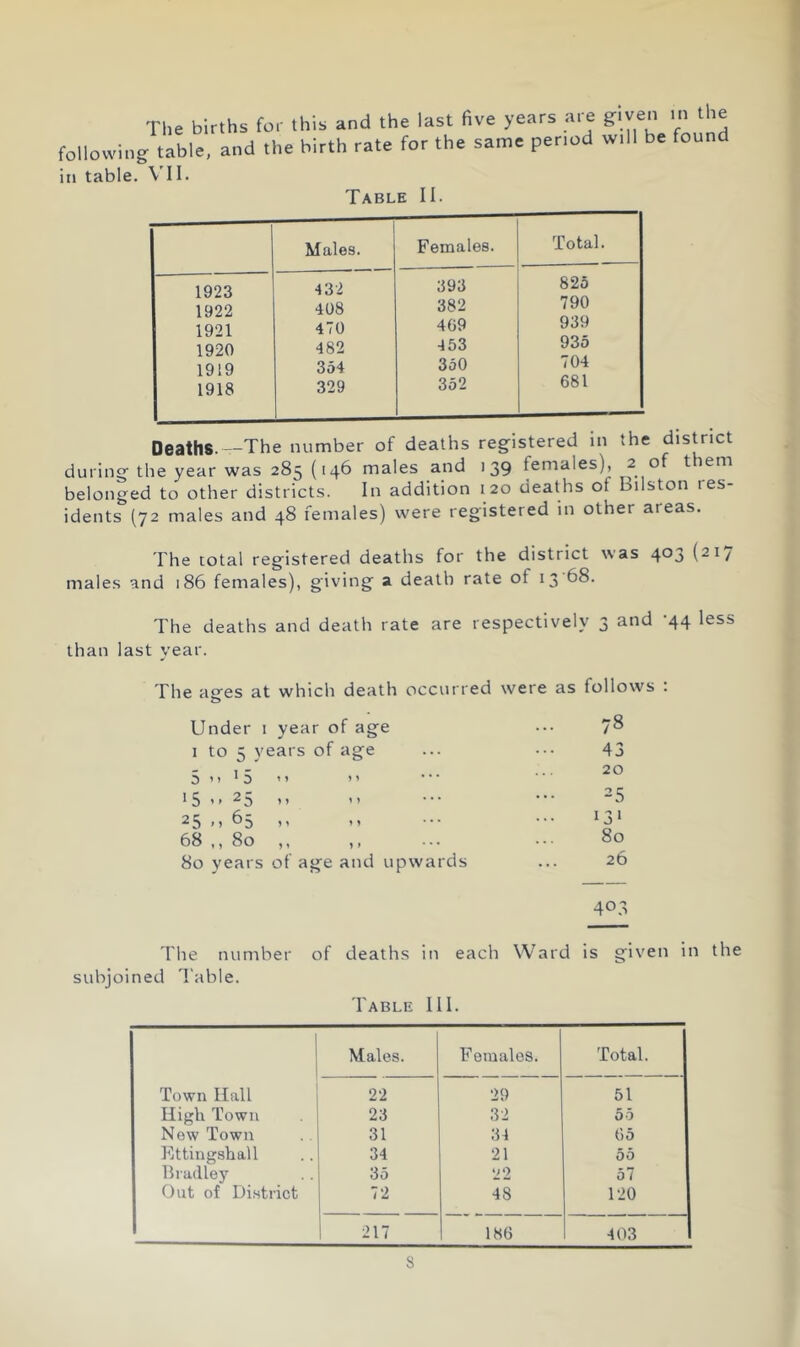 The births for this and the last five years are given in the
following table, and the birth rate for the same period will be found
in table. VII.
Table II.
Males. Females. Total.
1923 432 393 825
1922 408 382 790
1921 470 469 939
1920 482 453 935
1919 354 350 704
1918 329 352 681
Deaths.—The number of deaths registered in the district
during the year was 285 (146 males and 139 females), 2 of them
belonged to other districts. In addition 120 deaths of Bilston res-
idents (72 males and 48 females) were registered in other areas.
The total registered deaths for the district was 403 (217
males and 186 females), giving a death rate of 13·68.
The deaths and death rate are respectively 3 and ·44 less
than last year.
The ages at which death occurred were as follows :
Under 1 year of age ... 78
1 to 5 years of age ... ... 43
5 ,, 15 ,, ,, ... ... 20
15 ,, 25 ,, ,, ... ... 25
25 ,, 65 ,, ,, ... ... 131
68 ,, 80 ,, ,, ... ... 80
80 years of age and upwards ... 26
403
The number of deaths in each Ward is given in the
subjoined Table.
Table III.
Males. Females. Total.
Town Hall 22 29 51
High Town . 23 32 55
New Town .. 31 34 65
Ettingshall .. 34 21 55
Bradley .. 35 22 57
Out of District 72 48 120
217 186 403
8